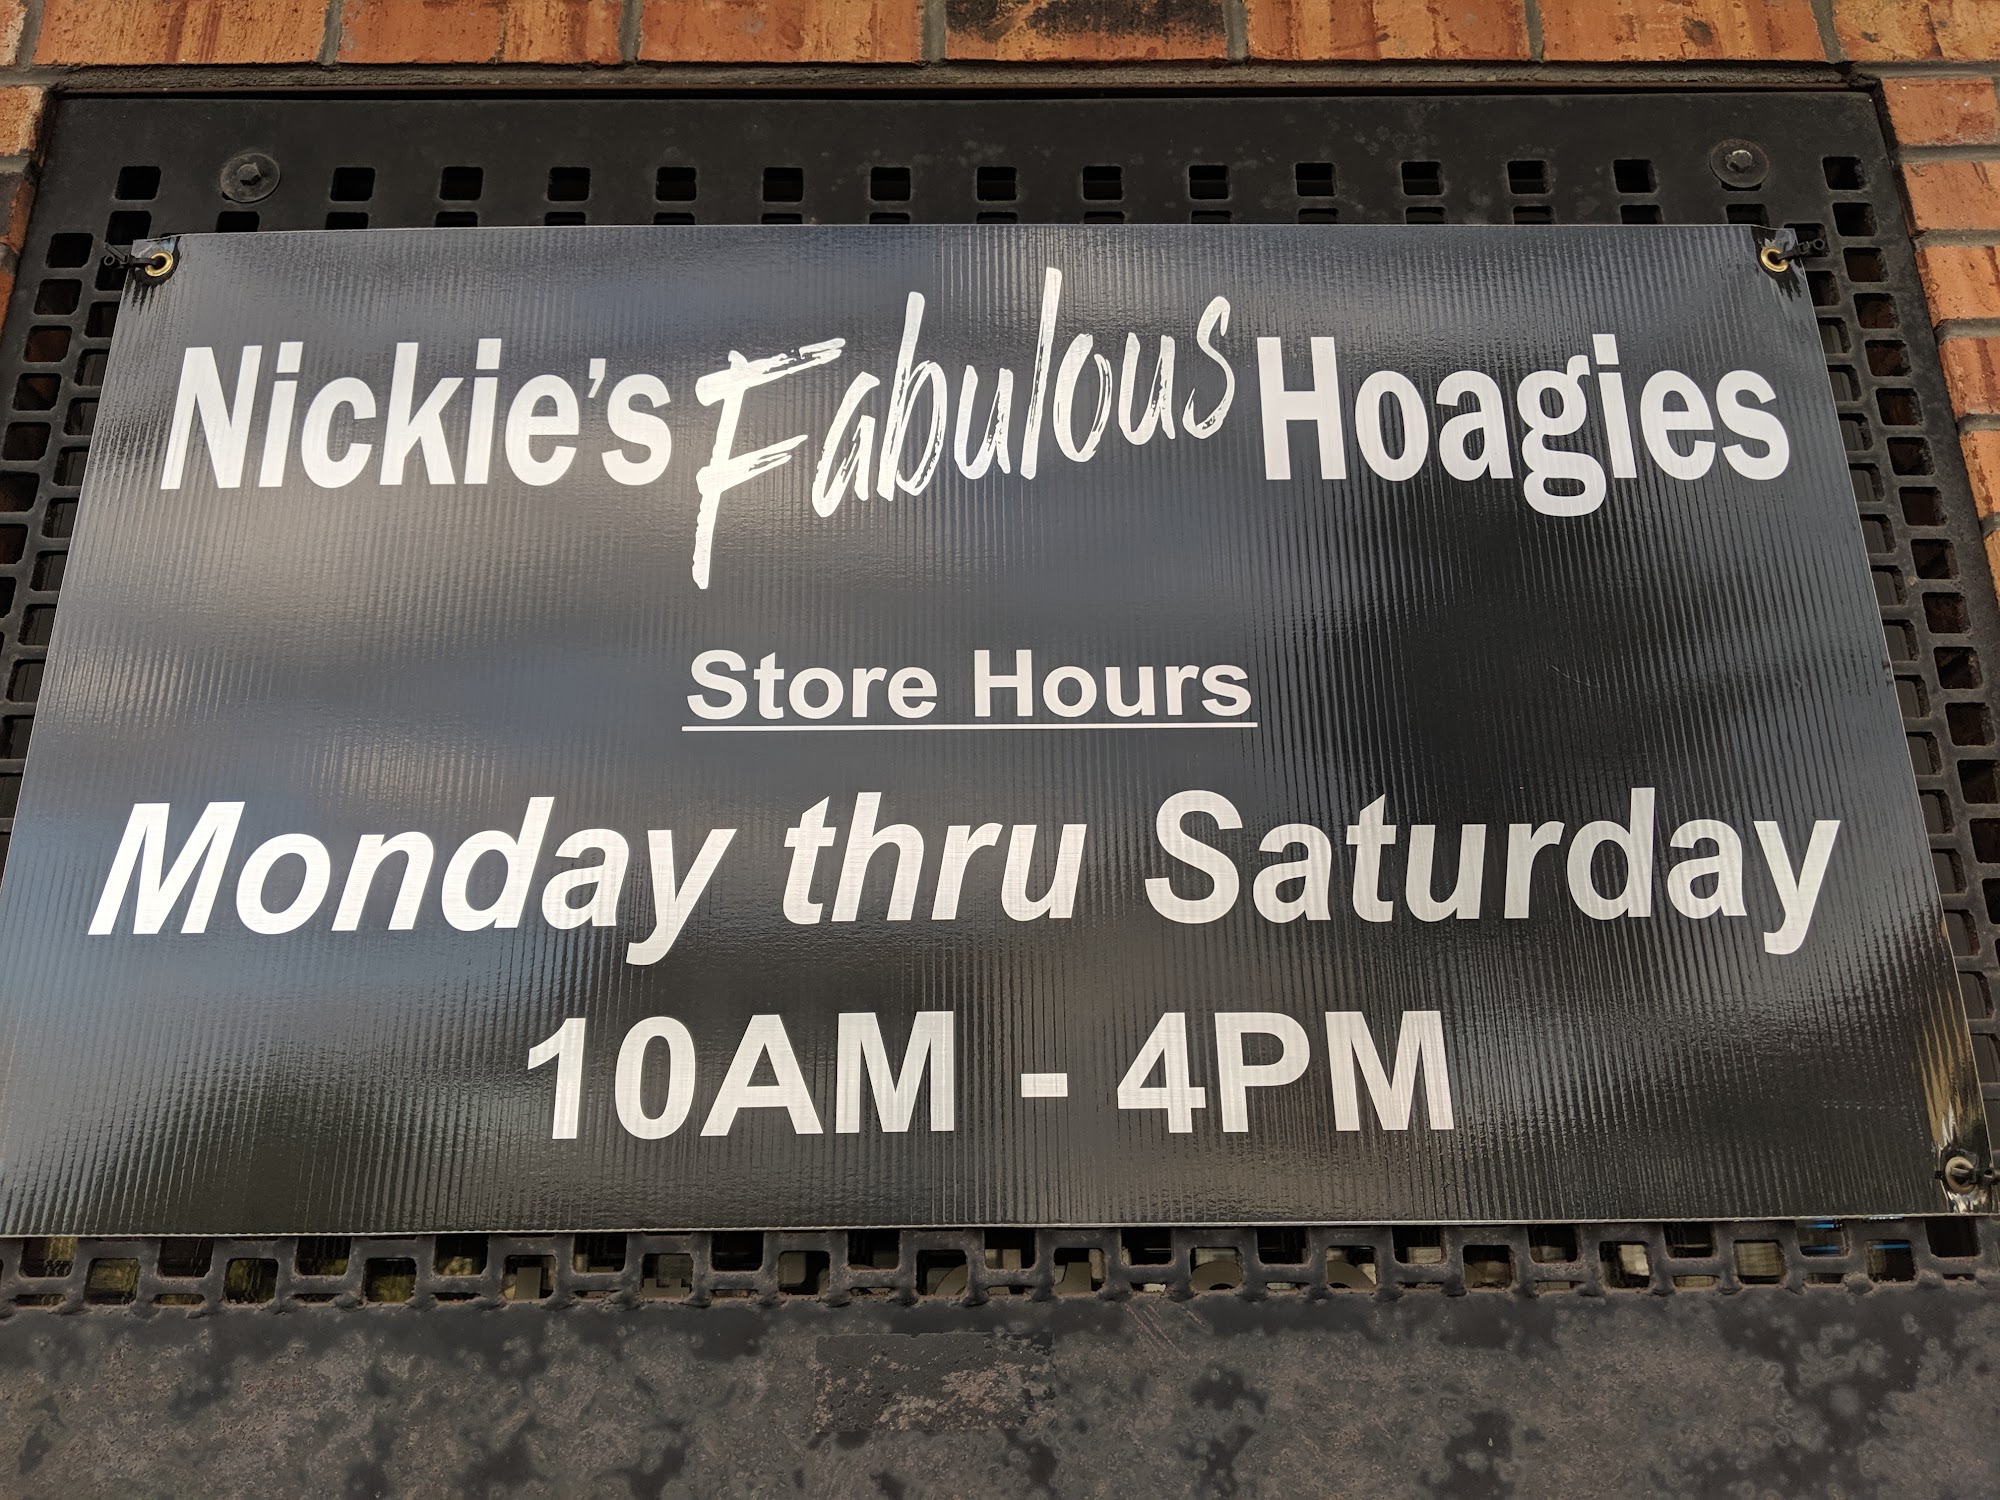 Nickie's Fabulous Hoagies
Store Hours
Monday thru Saturday
10AM - 4PM